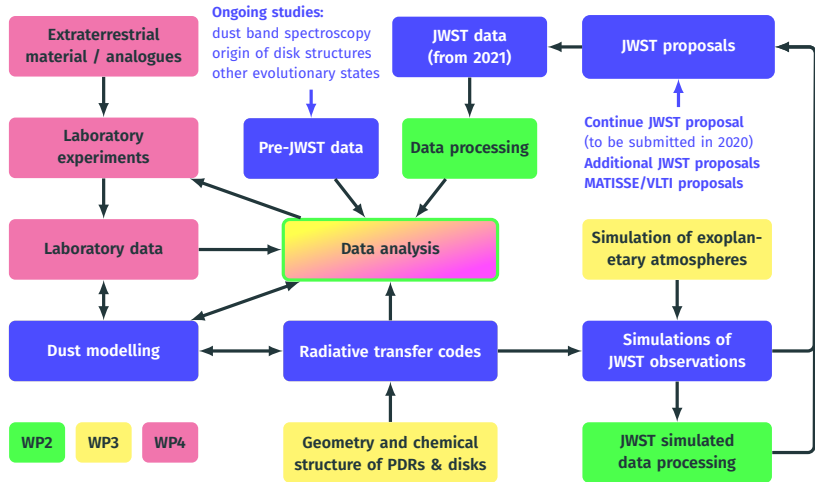 Extraterrestrial
material / analogues
Ongoing studies:
dust band spectroscopy
origin of disk structures
other evolutionary states
JWST data
(from 2021)
JWST proposals
Laboratory
experiments
Pre-JWST data
Data processing
Continue JWST proposal
(to be submitted in 2020)
Additional JWST proposals
MATISSE/VLTI proposals
Laboratory data
Data analysis
Simulation of exoplan-
etary atmospheres
Dust modelling
Radiative transfer codes
Simulations of
JWST observations
WP2
WP3
WP4
Geometry and chemical
structure of PDRs & disks
JWST simulated
data processing